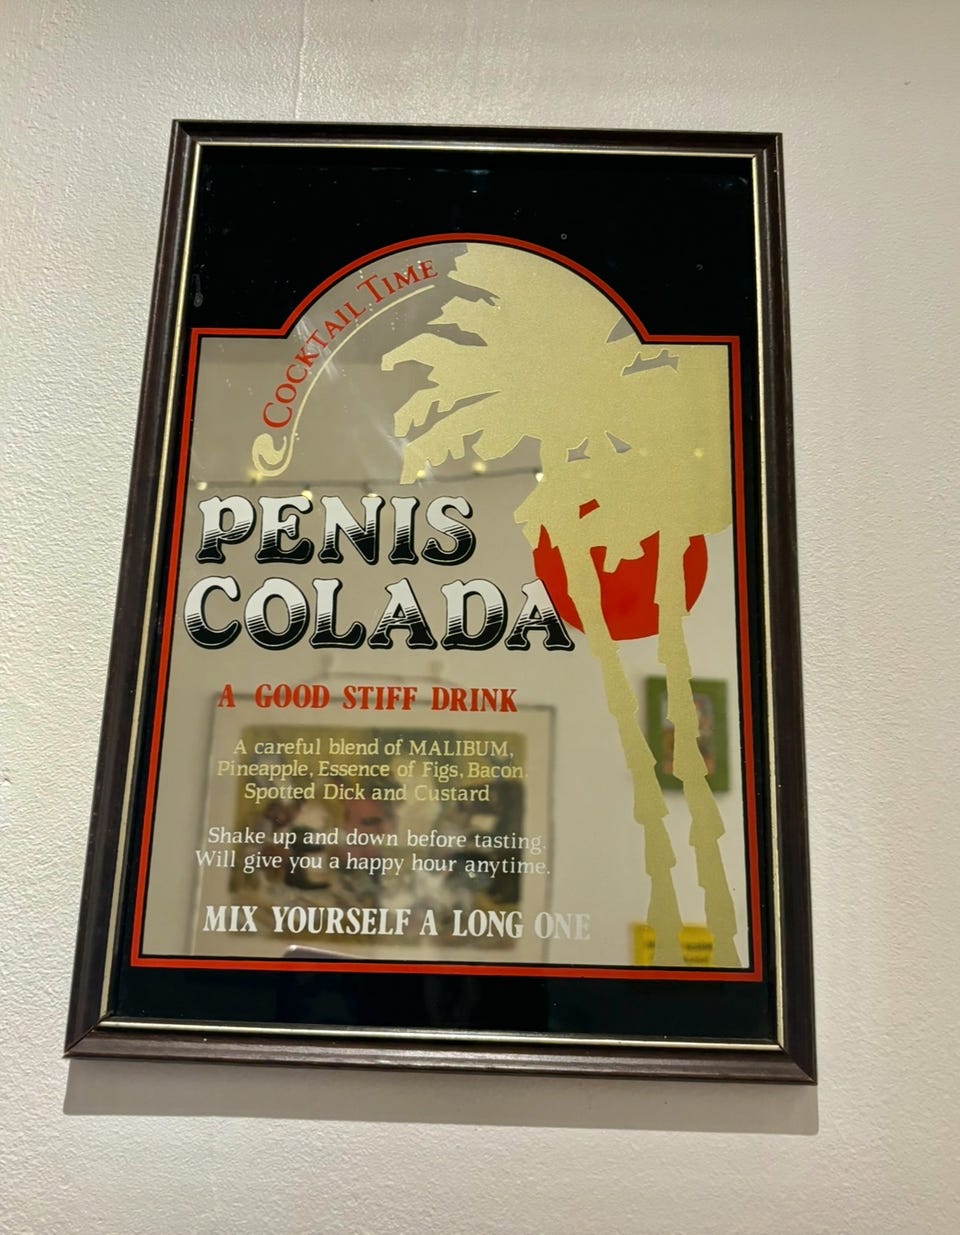 COCKTAIL TIME
PENIS
COLADA
A GOOD STIFF DRINK
A careful blend of MALIBUM,
Pineapple, Essence of Figs, Bacon,
Spotted Dick and Custard
Shake up and down before tasting.
Will give you a happy hour anytime.
MIX YOURSELF A LONG ONE